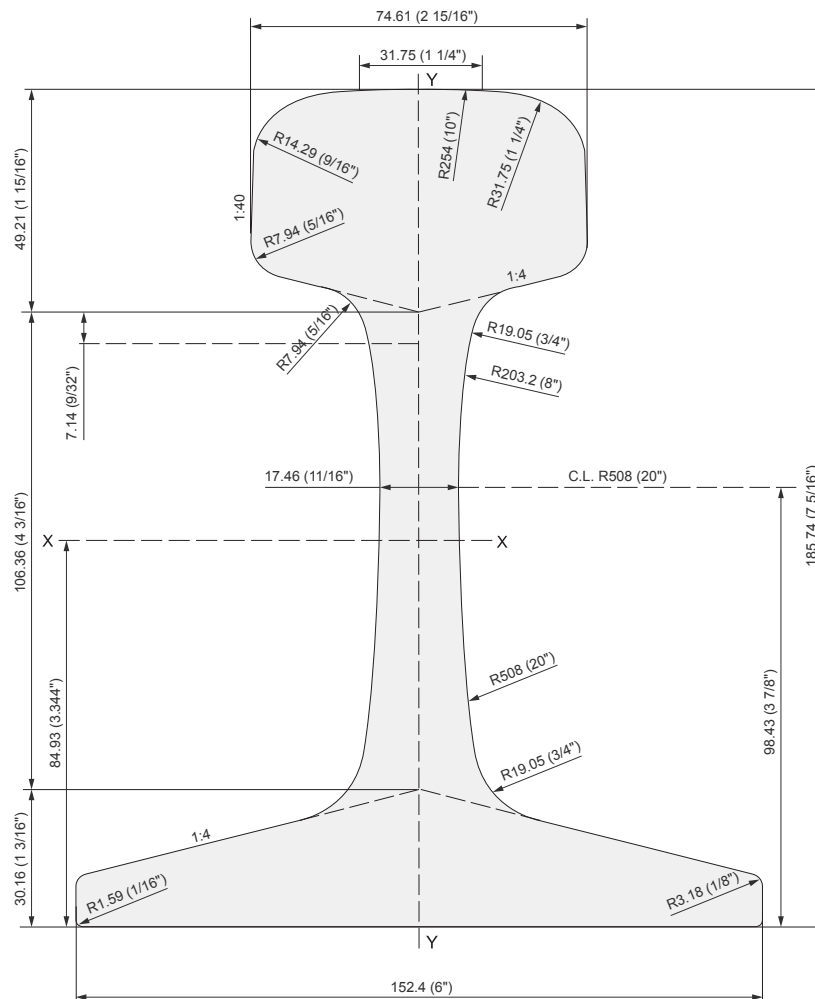 74.61 (2 15/16")
31.75 (1 1/4")
Y
R14.29 (9/16")
R254 (10")
R31.75 (1 1/4")
49.21 (1 15/16")
1:40
R7.94 (5/16")
1:4
R7.94 (5/16")
R19.05 (3/4")
R203.2 (8")
7.14 (9/32")
17.46 (11/16")
C.L. R508 (20")
185.74 (7 5/16")
106.36 (4 3/16")
X
X
R508 (20")
84.93 (3.344")
98.43 (3 7/8")
R19.05 (3/4")
1:4
30.16 (1 3/16")
R1.59 (1/16")
R3.18 (1/8")
Y
152.4 (6")